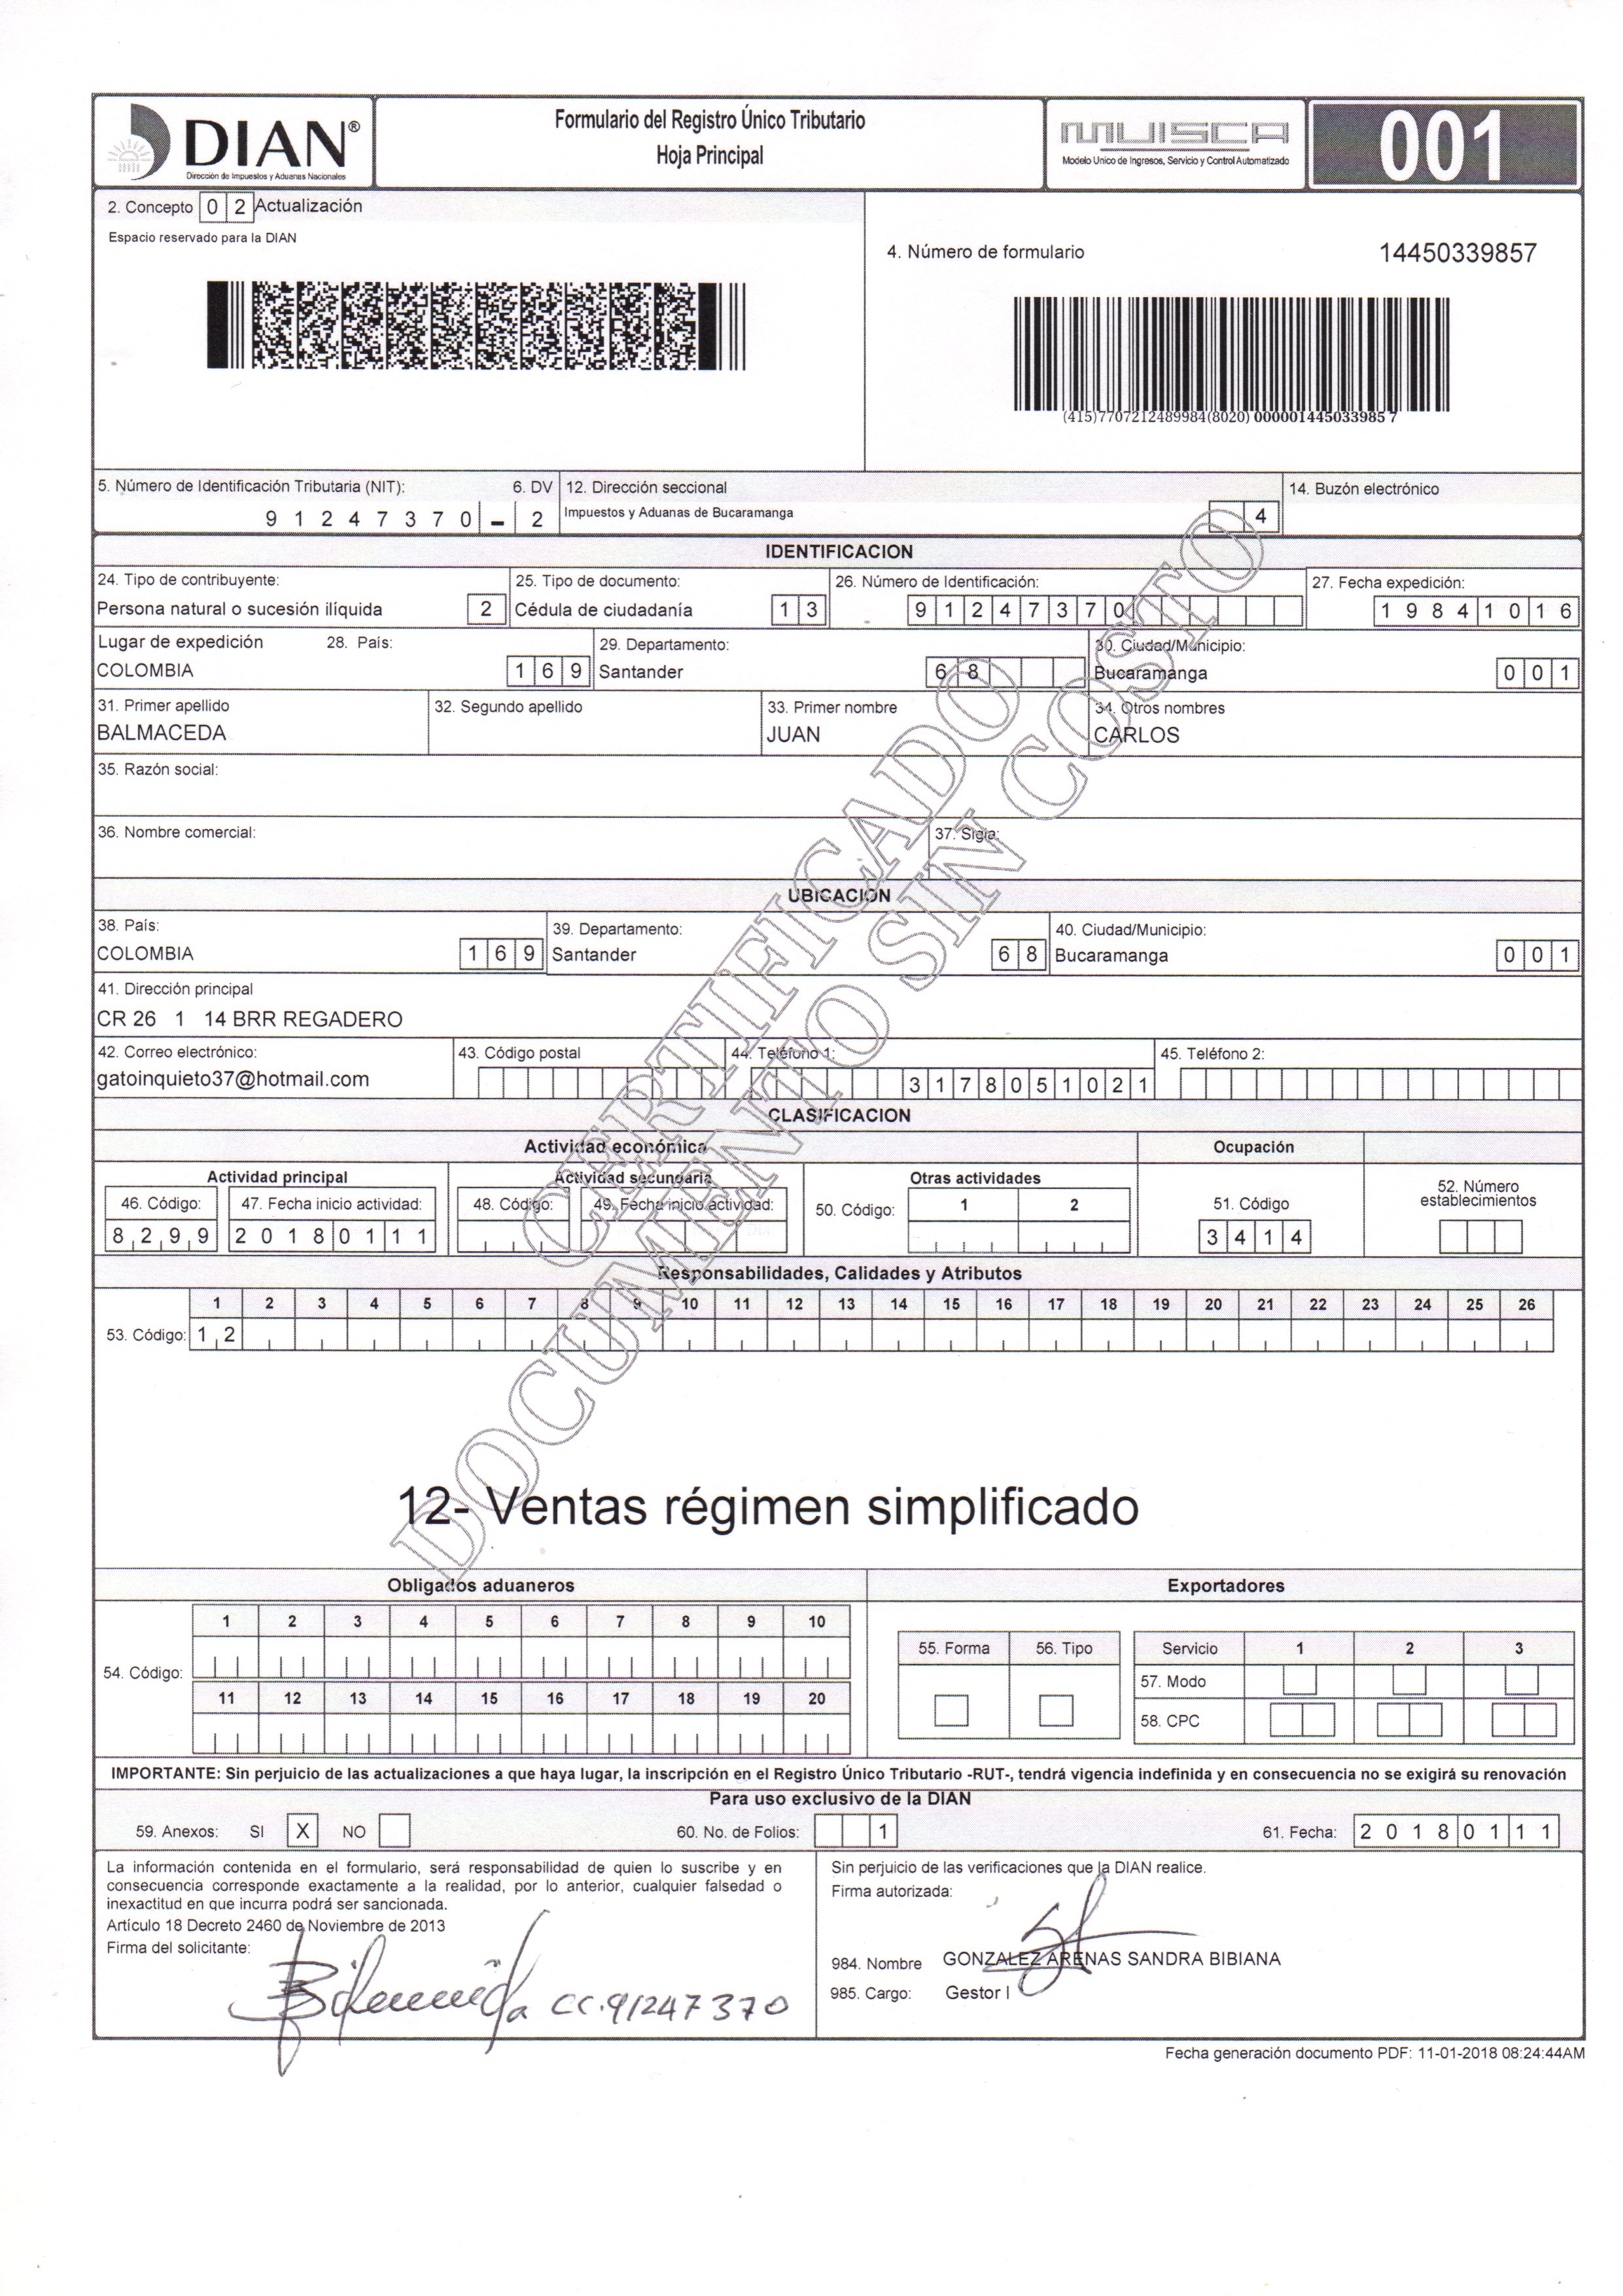 DIAN®
Dirección de Impuestos y Aduanas Nacionales
Formulario del Registro Único Tributario
Hoja Principal
MUISCA
Modelo Unico de Ingresos, Servicio y Control Automatizado
001
2. Concepto 0 2 Actualización
Espacio reservado para la DIAN
4. Número de formulario 14450339857
(415)7707212489984(8020) 000001445033985 7
5. Número de Identificación Tributaria (NIT): 6. DV 12. Dirección seccional 14. Buzón electrónico
9 1 2 4 7 3 7 0 - 2 Impuestos y Aduanas de Bucaramanga 4
IDENTIFICACION
24. Tipo de contribuyente: 25. Tipo de documento: 26. Número de Identificación: 27. Fecha expedición:
Persona natural o sucesión ilíquida 2 Cédula de ciudadanía 1 3 9 1 2 4 7 3 7 0 1 9 8 4 1 0 1 6
Lugar de expedición 28. País: 29. Departamento: 30. Ciudad/Municipio:
COLOMBIA 1 6 9 Santander 6 8 Bucaramanga 0 0 1
31. Primer apellido 32. Segundo apellido 33. Primer nombre 34. Otros nombres
BALMACEDA JUAN CARLOS
35. Razón social:
36. Nombre comercial: 37. Sigla:
UBICACION
38. País: 39. Departamento: 40. Ciudad/Municipio:
COLOMBIA 1 6 9 Santander 6 8 Bucaramanga 0 0 1
41. Dirección principal
CR 26 1 14 BRR REGADERO
42. Correo electrónico: 43. Código postal 44. Teléfono 1: 45. Teléfono 2:
gatoinquieto37@hotmail.com 3 1 7 8 0 5 1 0 2 1
CLASIFICACION
Actividad económica Ocupación
Actividad principal Actividad secundaria Otras actividades 52. Número establecimientos
46. Código: 47. Fecha inicio actividad: 48. Código: 49. Fecha inicio actividad: 50. Código: 1 2 51. Código
8 2 9 9 2 0 1 8 0 1 1 1 3 4 1 4
Responsabilidades, Calidades y Atributos
1 2 3 4 5 6 7 8 9 10 11 12 13 14 15 16 17 18 19 20 21 22 23 24 25 26
53. Código: 1 2
12- Ventas régimen simplificado
CERTIFICADO
DOCUMENTO SIN COSTO
Obligados aduaneros Exportadores
1 2 3 4 5 6 7 8 9 10
55. Forma 56. Tipo Servicio 1 2 3
54. Código:
57. Modo
11 12 13 14 15 16 17 18 19 20
58. CPC
IMPORTANTE: Sin perjuicio de las actualizaciones a que haya lugar, la inscripción en el Registro Único Tributario -RUT-, tendrá vigencia indefinida y en consecuencia no se exigirá su renovación
Para uso exclusivo de la DIAN
59. Anexos: SI X NO 60. No. de Folios: 1 61. Fecha: 2 0 1 8 0 1 1 1
La información contenida en el formulario, será responsabilidad de quien lo suscribe y en
consecuencia corresponde exactamente a la realidad, por lo anterior, cualquier falsedad o
inexactitud en que incurra podrá ser sancionada.
Artículo 18 Decreto 2460 de Noviembre de 2013
Firma del solicitante:
CC.91247370
Sin perjuicio de las verificaciones que la DIAN realice.
Firma autorizada:
984. Nombre GONZALEZ ARENAS SANDRA BIBIANA
985. Cargo: Gestor I
Fecha generación documento PDF: 11-01-2018 08:24:44AM